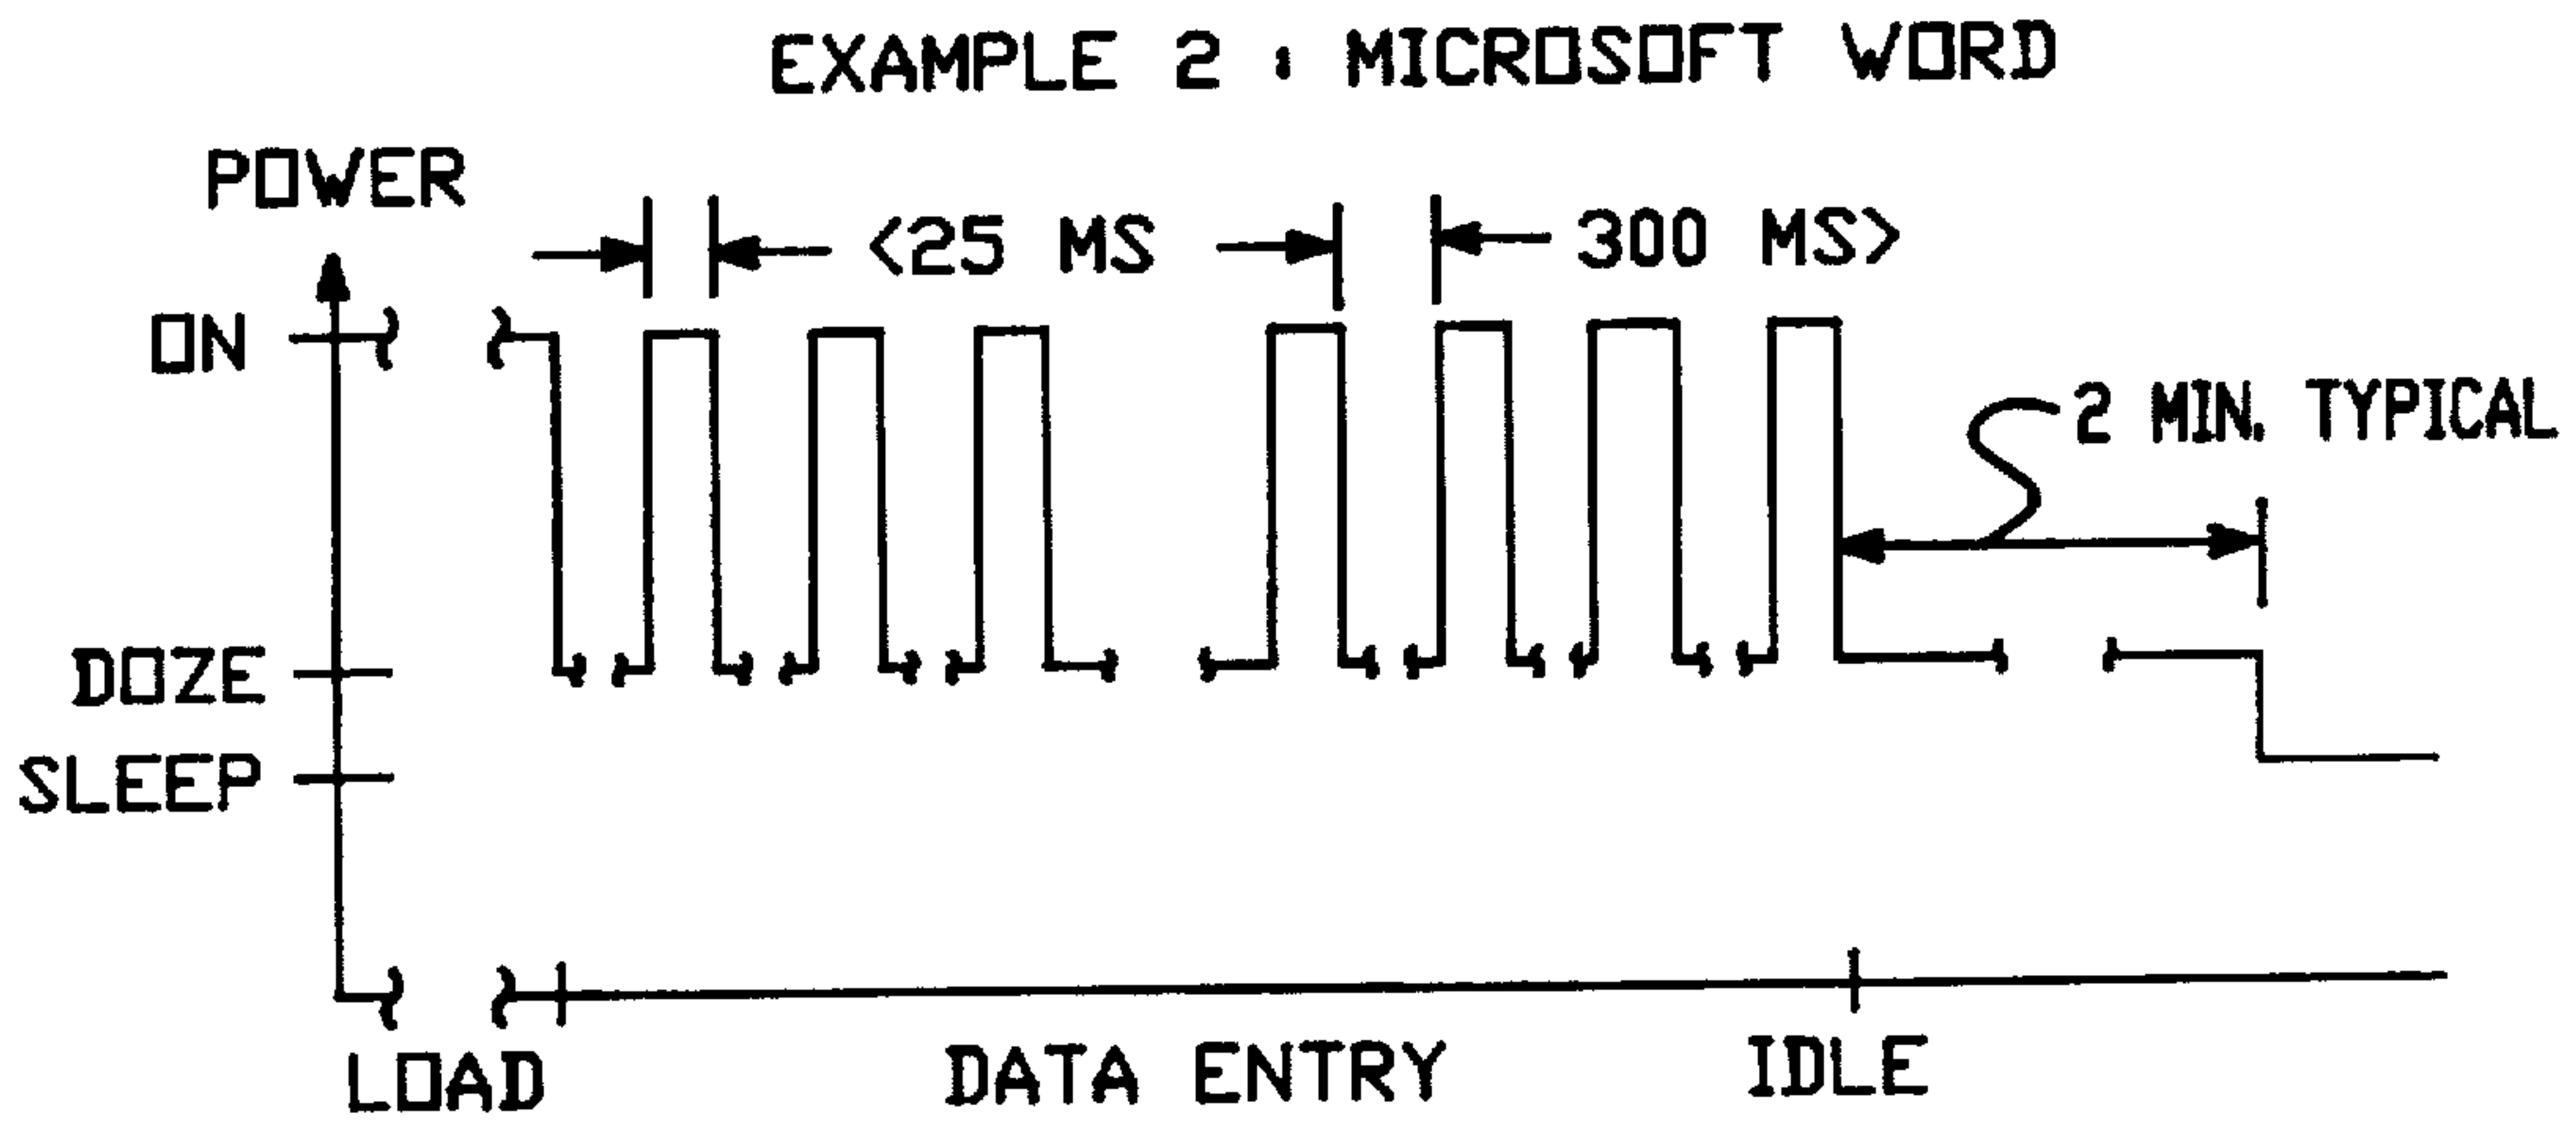 EXAMPLE 2 : MICROSOFT WORD
POWER
<25 MS
300 MS>
ON
2 MIN. TYPICAL
DOZE
SLEEP
LOAD
DATA ENTRY
IDLE